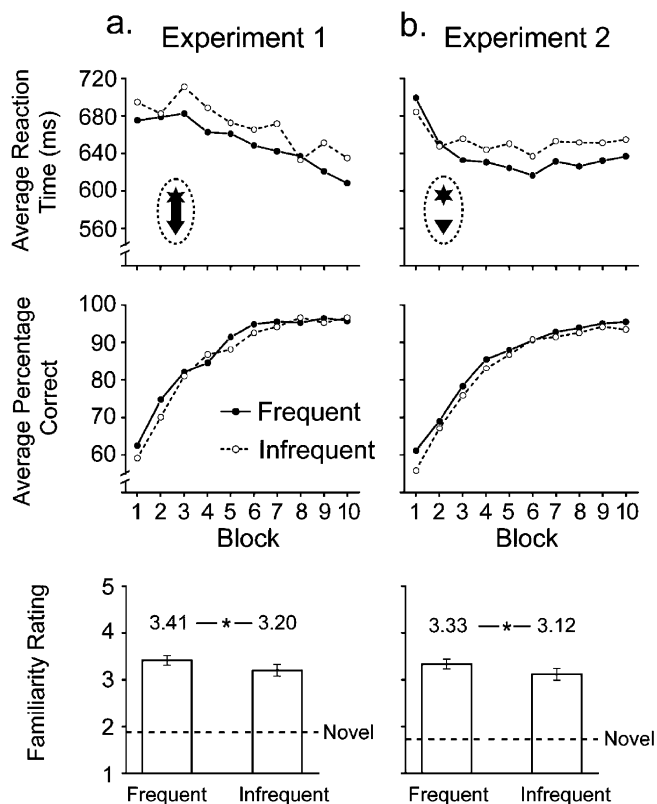 a. Experiment 1
b. Experiment 2
Average Reaction
Time (ms)
720
680
640
600
560
Average Percentage
Correct
100
90
80
70
60
Frequent
Infrequent
1 2 3 4 5 6 7 8 9 10
Block
1 2 3 4 5 6 7 8 9 10
Block
Familiarity Rating
5
4
3
2
1
3.41 * 3.20
Novel
Frequent Infrequent
3.33 * 3.12
Novel
Frequent Infrequent